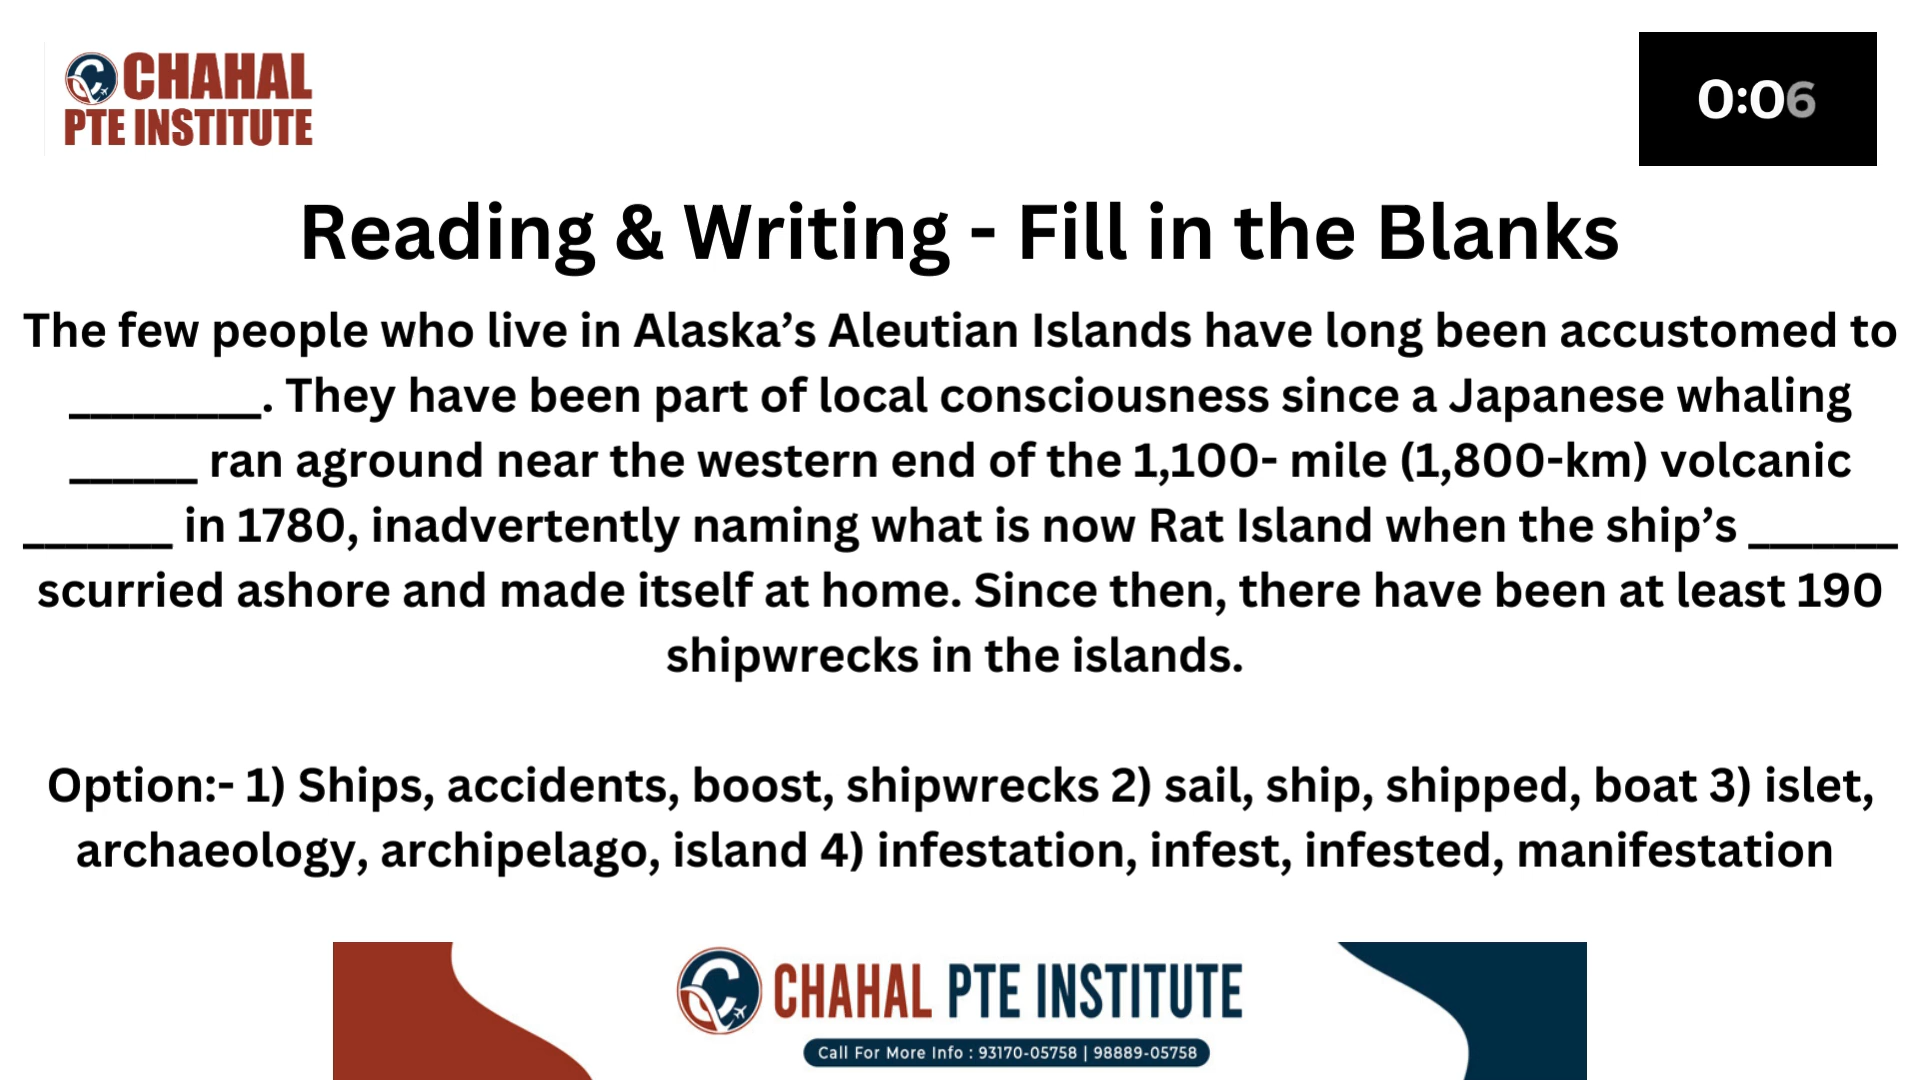 CHAHAL
PTE INSTITUTE
0:06
Reading & Writing - Fill in the Blanks
The few people who live in Alaska’s Aleutian Islands have long been accustomed to
_________. They have been part of local consciousness since a Japanese whaling
______ ran aground near the western end of the 1,100- mile (1,800-km) volcanic
_______ in 1780, inadvertently naming what is now Rat Island when the ship’s _______
scurried ashore and made itself at home. Since then, there have been at least 190
shipwrecks in the islands.
Option:- 1) Ships, accidents, boost, shipwrecks 2) sail, ship, shipped, boat 3) islet,
archaeology, archipelago, island 4) infestation, infest, infested, manifestation
CHAHAL PTE INSTITUTE
Call For More Info : 93170-05758 | 98889-05758